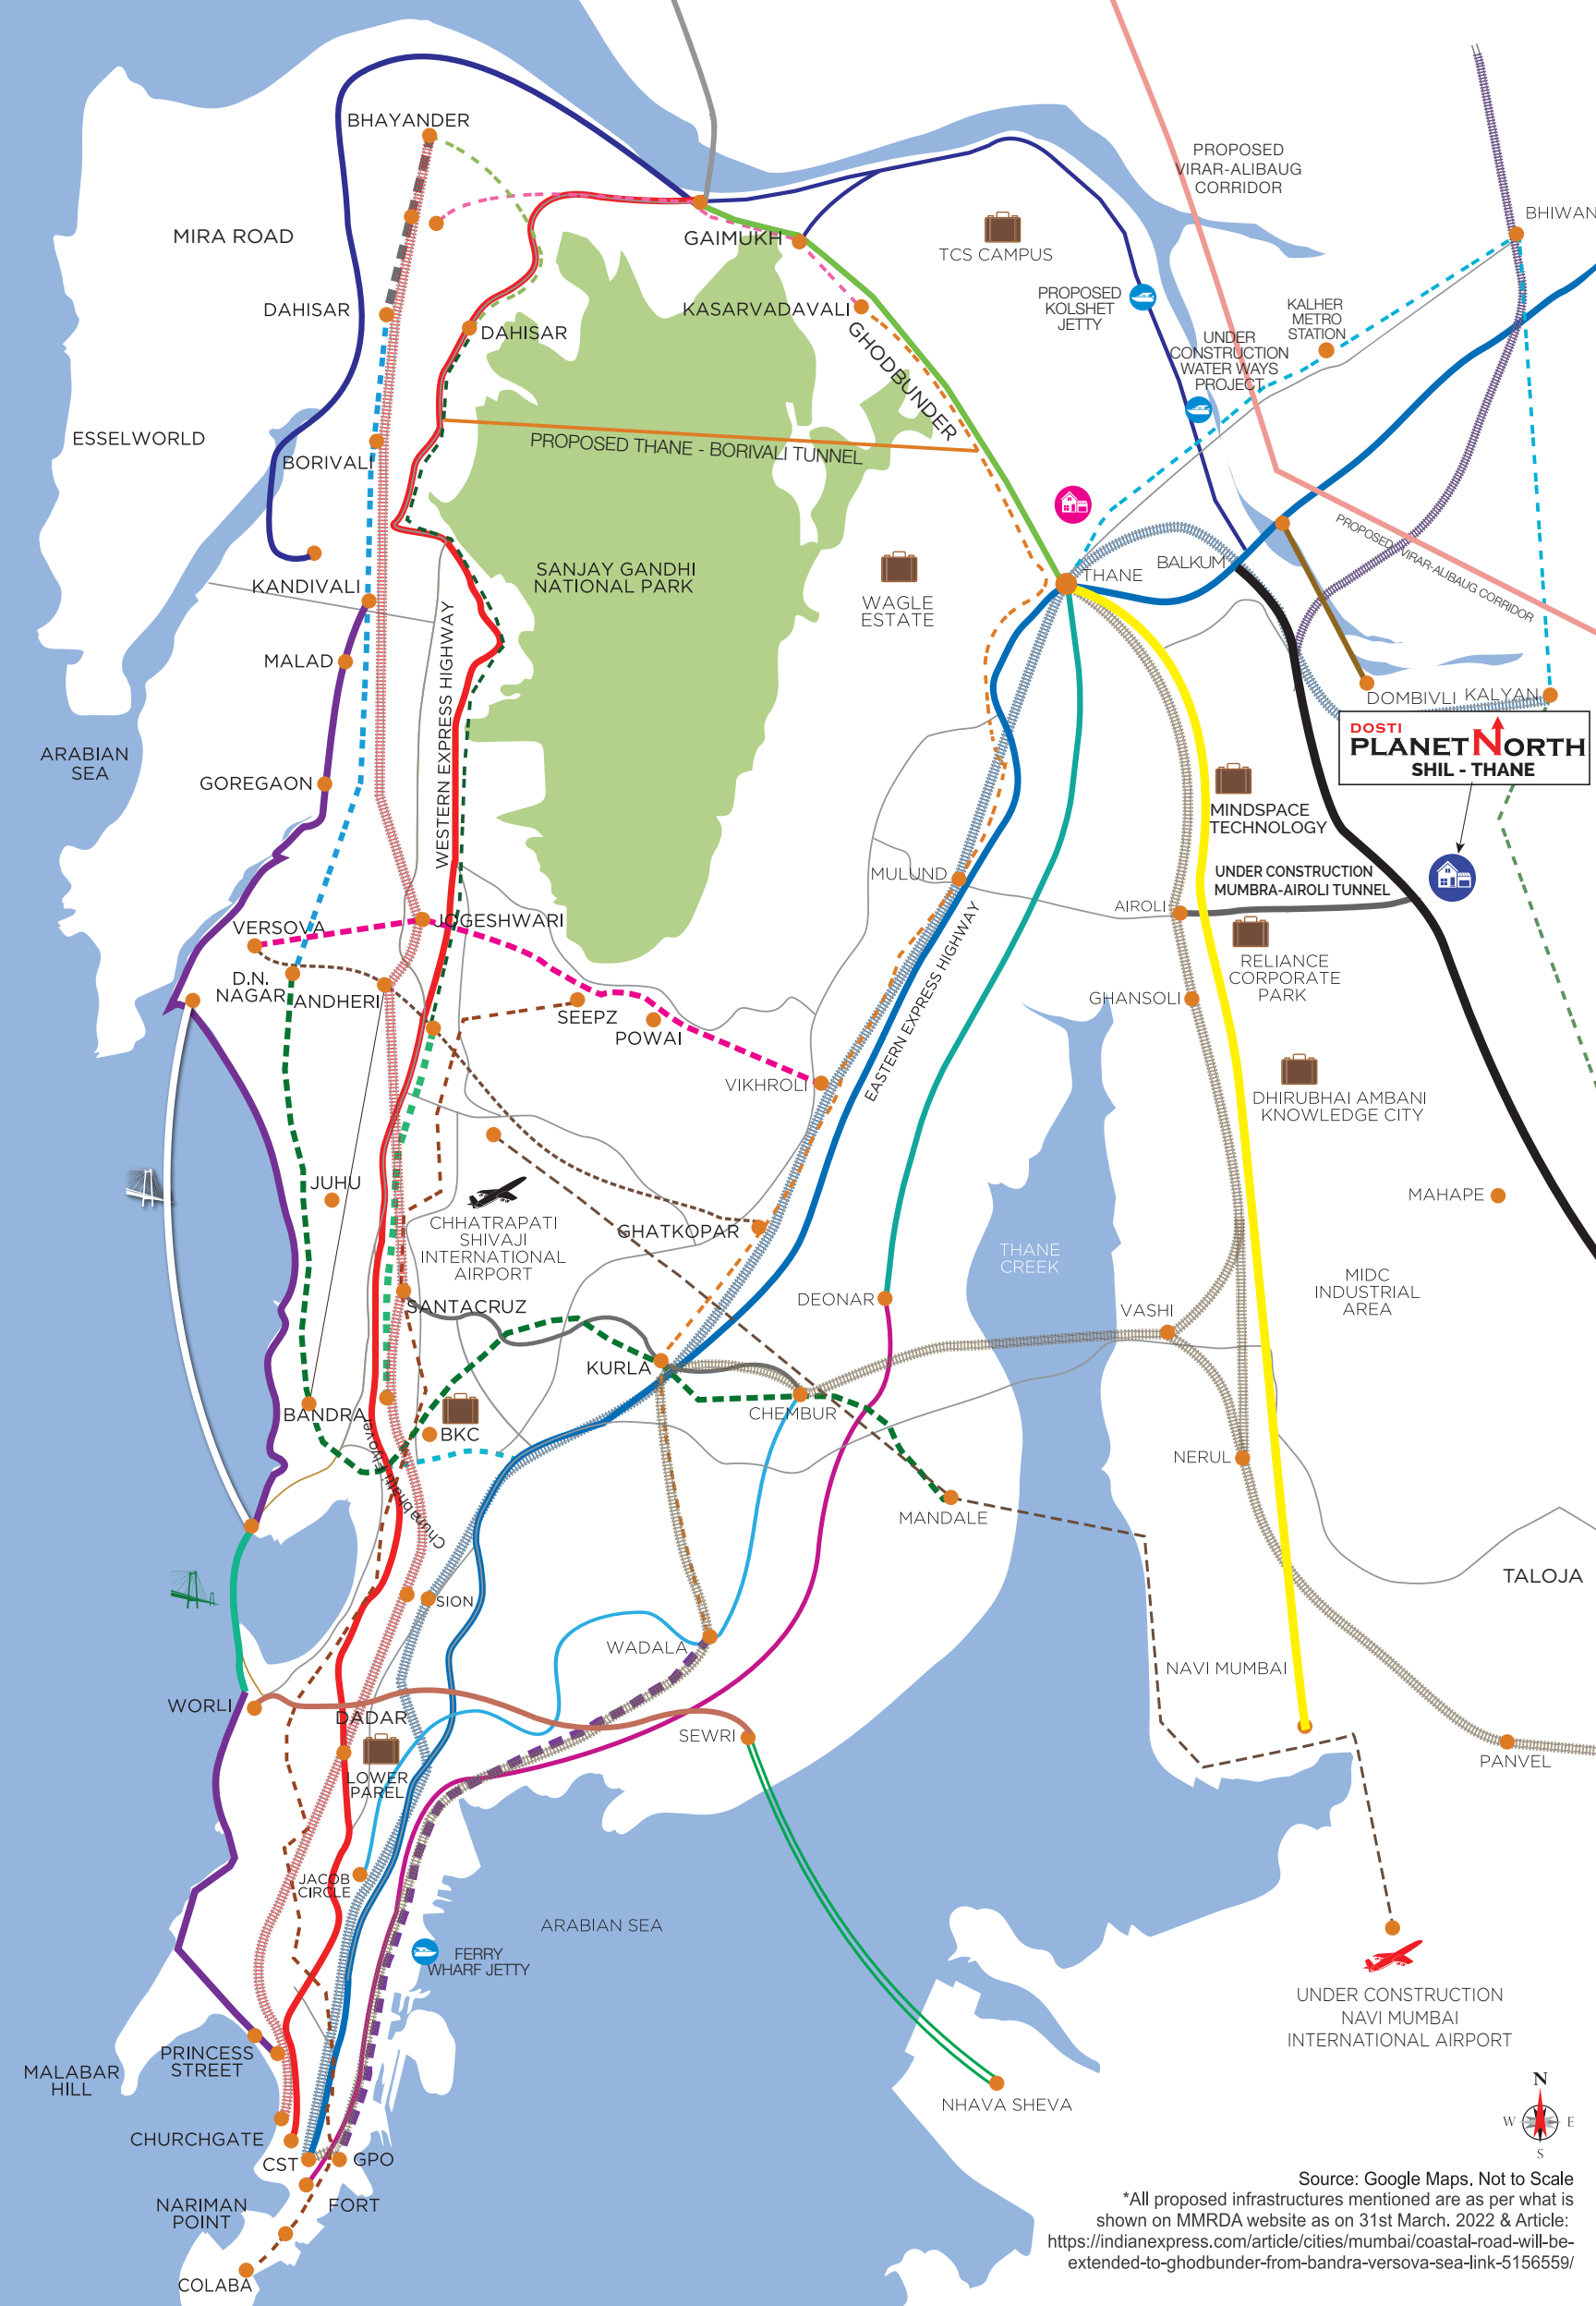 BHAYANDER
PROPOSED
VIRAR-ALIBAUG
CORRIDOR
BHIWAN
MIRA ROAD
GAIMUKH
TCS CAMPUS
PROPOSED
KOLSHET
JETTY
KALHER
METRO
STATION
DAHISAR
DAHISAR
KASARVADAVALI
GHODBUNDER
UNDER
CONSTRUCTION
WATER WAYS
PROJECT
ESSELWORLD
BORIVALI
PROPOSED THANE - BORIVALI TUNNEL
PROPOSED VIRAR-ALIBAUG CORRIDOR
SANJAY GANDHI
NATIONAL PARK
THANE
BALKUM
KANDIVALI
WAGLE
ESTATE
WESTERN EXPRESS HIGHWAY
MALAD
DOMBIVLI
KALYAN
DOSTI
PLANET NORTH
SHIL - THANE
ARABIAN
SEA
GOREGAON
MINDSPACE
TECHNOLOGY
MULUND
UNDER CONSTRUCTION
MUMBRA-AIROLI TUNNEL
AIROLI
VERSOVA
JOGESHWARI
EASTERN EXPRESS HIGHWAY
RELIANCE
CORPORATE
PARK
D.N.
NAGAR
ANDHERI
SEEPZ
POWAI
GHANSOLI
VIKHROLI
DHIRUBHAI AMBANI
KNOWLEDGE CITY
JUHU
MAHAPE
CHHATRAPATI
SHIVAJI
INTERNATIONAL
AIRPORT
GHATKOPAR
THANE
CREEK
MIDC
INDUSTRIAL
AREA
SANTACRUZ
DEONAR
VASHI
KURLA
BANDRA
BKC
CHEMBUR
Chunabhatti Flyover
NERUL
MANDALE
TALOJA
SION
WADALA
NAVI MUMBAI
WORLI
DADAR
SEWRI
PANVEL
LOWER
PAREL
JACOB
CIRCLE
ARABIAN SEA
FERRY
WHARF JETTY
UNDER CONSTRUCTION
NAVI MUMBAI
INTERNATIONAL AIRPORT
PRINCESS
STREET
MALABAR
HILL
NHAVA SHEVA
N
W
E
S
CHURCHGATE
CST
GPO
NARIMAN
POINT
FORT
COLABA
Source: Google Maps. Not to Scale
*All proposed infrastructures mentioned are as per what is
shown on MMRDA website as on 31st March. 2022 & Article:
https://indianexpress.com/article/cities/mumbai/coastal-road-will-be-
extended-to-ghodbunder-from-bandra-versova-sea-link-5156559/